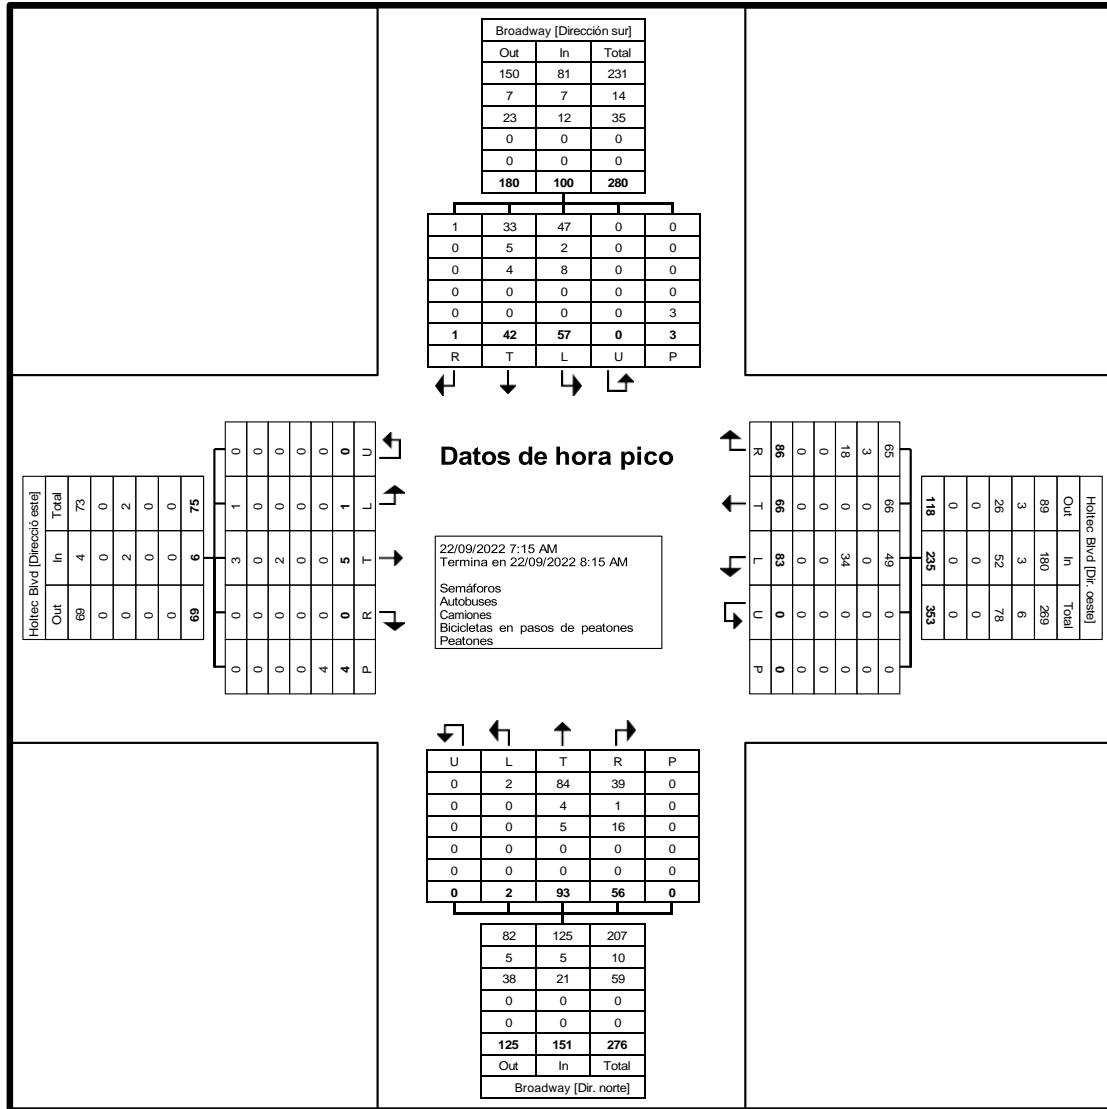 Broadway [Dirección sur]
Out In Total
150 81 231
7 7 14
23 12 35
0 0 0
0 0 0
180 100 280
1 33 47 0 0
0 5 2 0 0
0 4 8 0 0
0 0 0 0 0
0 0 0 0 3
1 42 57 0 3
R T L U P
Datos de hora pico
22/09/2022 7:15 AM
Termina en 22/09/2022 8:15 AM
Semáforos
Autobuses
Camiones
Bicicletas en pasos de peatones
Peatones
Holtec Blvd [Direcció este]
Total In Out
73 4 69
0 0 0
2 2 0
0 0 0
0 0 0
75 6 69
0 1 3 0 0
0 0 0 0 0
0 0 2 0 0
0 0 0 0 0
0 0 0 0 4
0 1 5 0 4
U L T R P
Holtec Blvd [Dir. oeste]
Out In Total
89 180 269
3 3 6
26 52 78
0 0 0
0 0 0
118 235 353
65 66 49 0 0
3 0 0 0 0
18 0 34 0 0
0 0 0 0 0
0 0 0 0 0
86 66 83 0 0
R T L U P
U L T R P
0 2 84 39 0
0 0 4 1 0
0 0 5 16 0
0 0 0 0 0
0 0 0 0 0
0 2 93 56 0
82 125 207
5 5 10
38 21 59
0 0 0
0 0 0
125 151 276
Out In Total
Broadway [Dir. norte]